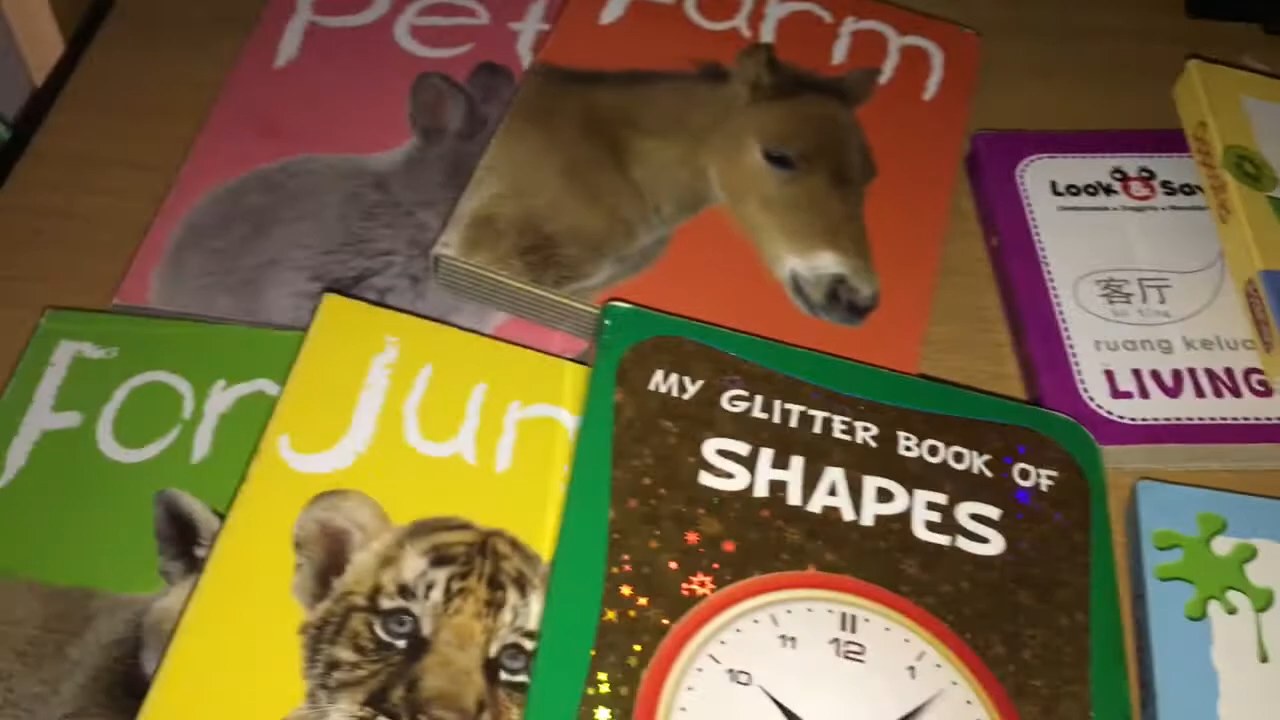 Pet
Farm
Look & Say
客厅
ruang kelua
LIVING
For
Jun
MY GLITTER BOOK OF
SHAPES
11 12 1
10